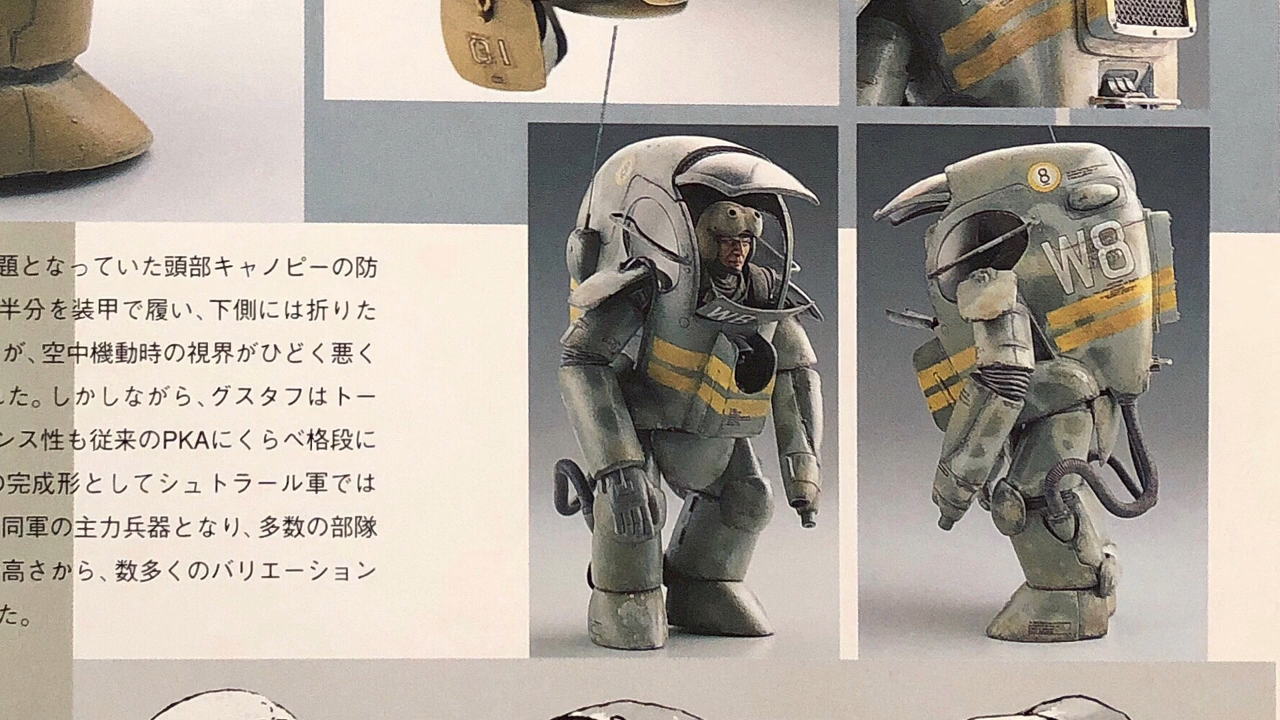 01
題となっていた頭部キャノピーの防
半分を装甲で履い、下側には折りた
が、空中機動時の視界がひどく悪く
した。しかしながら、グスタフはトー
ンス性も従来のPKAにくらべ格段に
の完成形としてシュトラール軍では
同軍の主力兵器となり、多数の部隊
高さから、数多くのバリエーション
た。
W8
8
W8